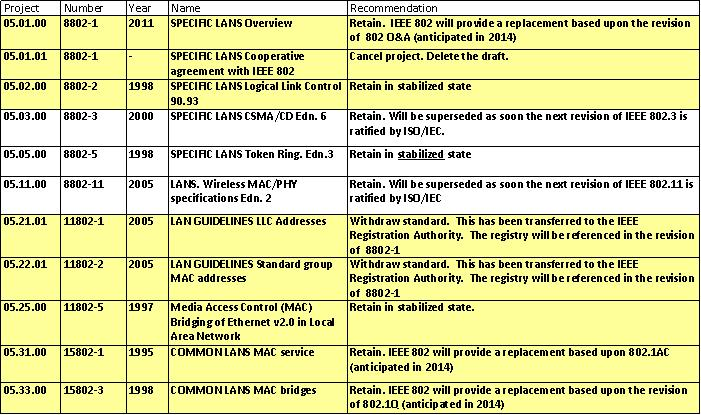 Project Number Year Name Recommendation
05.01.00 8802-1 2011 SPECIFIC LANS Overview Retain. IEEE 802 will provide a replacement based upon the revision
of 802 O&A (anticipated in 2014)
05.01.01 8802-1 - SPECIFIC LANS Cooperative Cancel project. Delete the draft.
agreement with IEEE 802
05.02.00 8802-2 1998 SPECIFIC LANS Logical Link Control Retain in stabilized state
90.93
05.03.00 8802-3 2000 SPECIFIC LANS CSMA/CD Edn. 6 Retain. Will be superseded as soon the next revision of IEEE 802.3 is
ratified by ISO/IEC.
05.05.00 8802-5 1998 SPECIFIC LANS Token Ring. Edn.3 Retain in stabilized state
05.11.00 8802-11 2005 LANS. Wireless MAC/PHY Retain. Will be superseded as soon the next revision of IEEE 802.11 is
specifications Edn. 2 ratified by ISO/IEC
05.21.01 11802-1 2005 LAN GUIDELINES LLC Addresses Withdraw standard. This has been transferred to the IEEE
Registration Authority. The registry will be referenced in the revision
of 8802-1
05.22.01 11802-2 2005 LAN GUIDELINES Standard group Withdraw standard. This has been transferred to the IEEE
MAC addresses Registration Authority. The registry will be referenced in the revision
of 8802-1
05.25.00 11802-5 1997 Media Access Control (MAC) Retain in stabilized state.
Bridging of Ethernet v2.0 in Local
Area Network
05.31.00 15802-1 1995 COMMON LANS MAC service Retain. IEEE 802 will provide a replacement based upon 802.1AC
(anticipated in 2014)
05.33.00 15802-3 1998 COMMON LANS MAC bridges Retain. IEEE 802 will provide a replacement based upon the revision
of 802.1Q (anticipated in 2014)